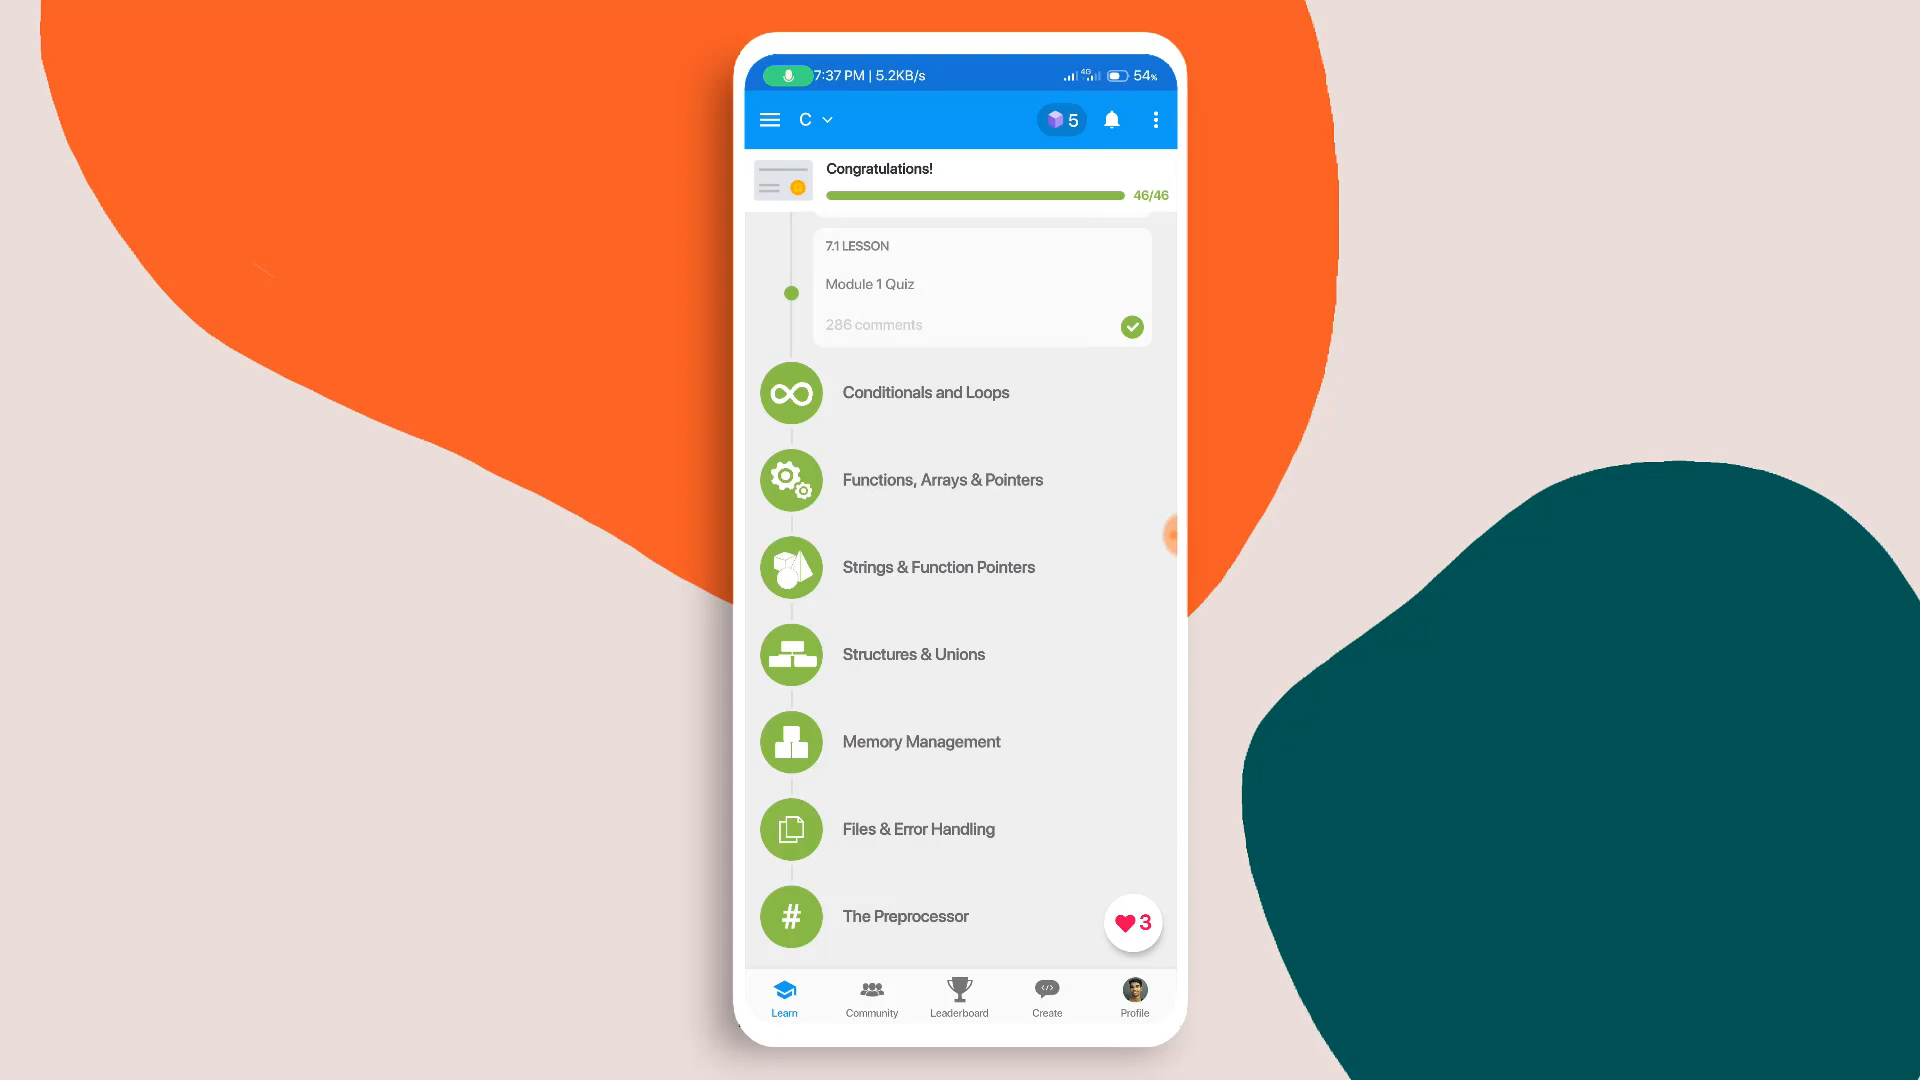 7:37 PM | 5.2KB/s 4G 54%
C 5
Congratulations!
46/46
7.1 LESSON
Module 1 Quiz
286 comments
Conditionals and Loops
Functions, Arrays & Pointers
Strings & Function Pointers
Structures & Unions
Memory Management
Files & Error Handling
# The Preprocessor
3
Learn Community Leaderboard Create Profile